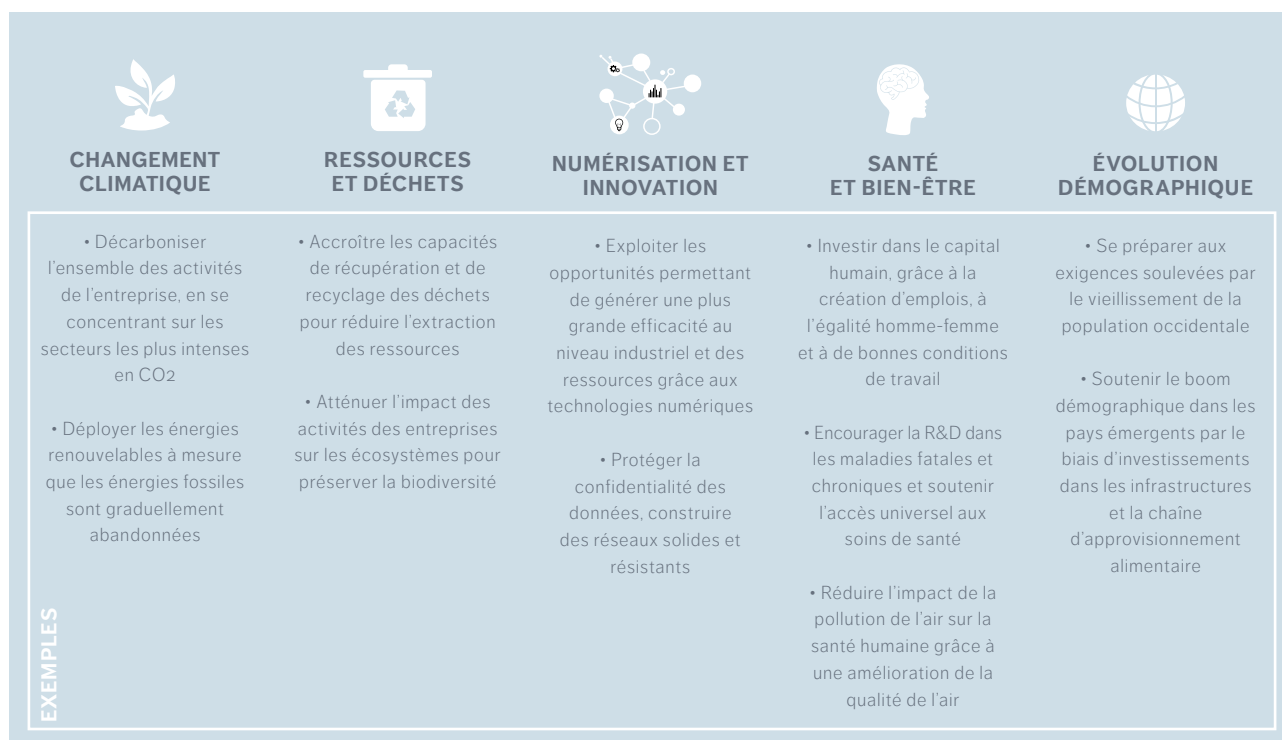 CHANGEMENT
CLIMATIQUE
• Décarboniser
l'ensemble des activités
de l'entreprise, en se
concentrant sur les
secteurs les plus intenses
en CO2
• Déployer les énergies
renouvelables à mesure
que les énergies fossiles
sont graduellement
abandonnées
RESSOURCES
ET DÉCHETS
• Accroître les capacités
de récupération et de
recyclage des déchets
pour réduire l'extraction
des ressources
• Atténuer l'impact des
activités des entreprises
sur les écosystèmes pour
préserver la biodiversité
NUMÉRISATION ET
INNOVATION
• Exploiter les
opportunités permettant
de générer une plus
grande efficacité au
niveau industriel et des
ressources grâce aux
technologies numériques
• Protéger la
confidentialité des
données, construire
des réseaux solides et
résistants
SANTÉ
ET BIEN-ÊTRE
• Investir dans le capital
humain, grâce à la
création d'emplois, à
l'égalité homme-femme
et à de bonnes conditions
de travail
• Encourager la R&D dans
les maladies fatales et
chroniques et soutenir
l'accès universel aux
soins de santé
• Réduire l'impact de la
pollution de l'air sur la
santé humaine grâce à
une amélioration de la
qualité de l'air
ÉVOLUTION
DÉMOGRAPHIQUE
• Se préparer aux
exigences soulevées par
le vieillissement de la
population occidentale
• Soutenir le boom
démographique dans les
pays émergents par le
biais d'investissements
dans les infrastructures
et la chaîne
d'approvisionnement
alimentaire
EXEMPLES